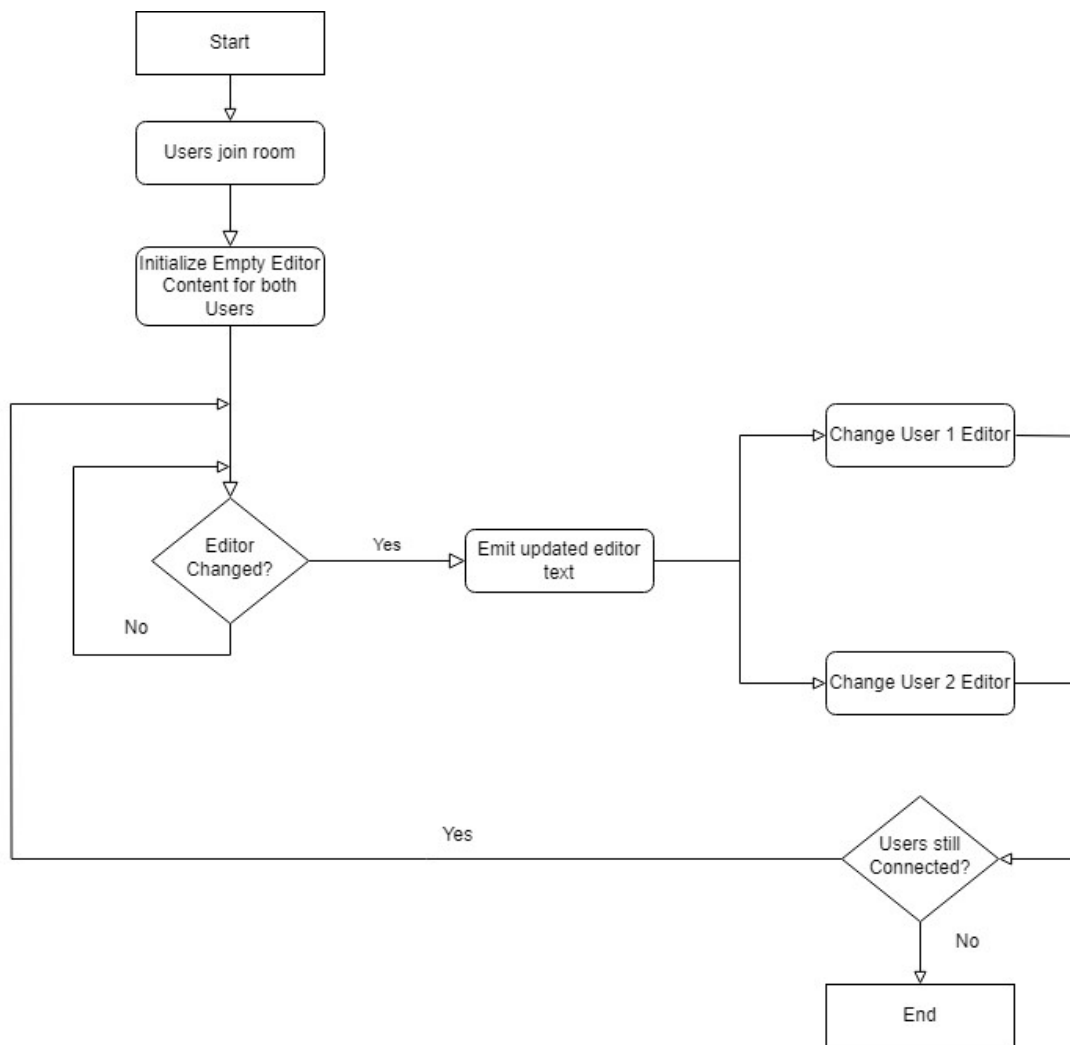 Start
Users join room
Initialize Empty Editor
Content for both
Users
Editor
Changed?
Yes
No
Emit updated editor
text
Change User 1 Editor
Change User 2 Editor
Users still
Connected?
Yes
No
End